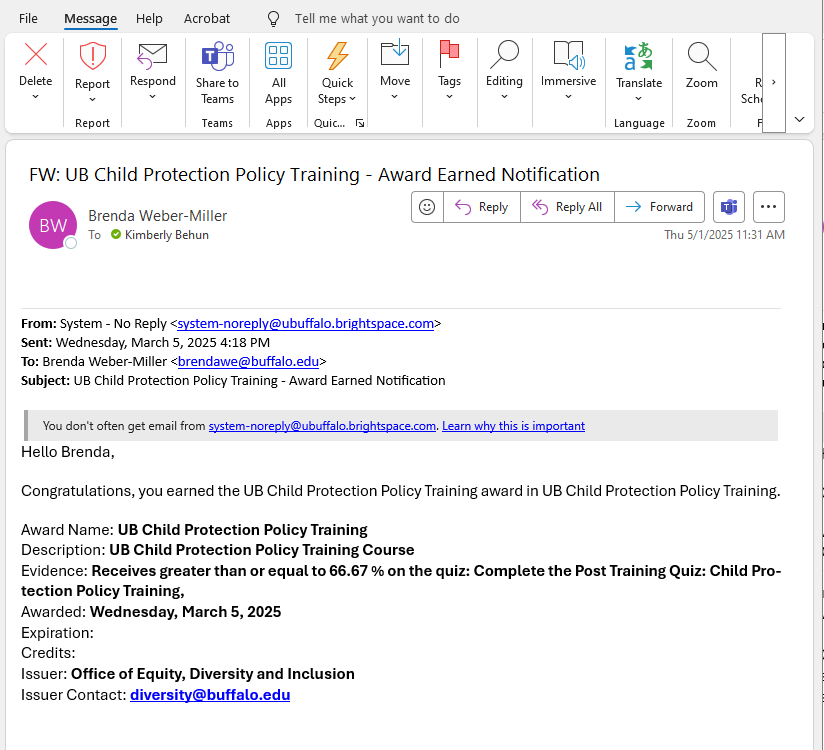 File Message Help Acrobat Tell me what you want to do
Delete Report Respond Share to Teams All Apps Quick Steps Move Tags Editing Immersive Translate Zoom
Report Teams Apps Quic... Language Zoom
FW: UB Child Protection Policy Training - Award Earned Notification
BW
Brenda Weber-Miller
To Kimberly Behun
Reply Reply All Forward
Thu 5/1/2025 11:31 AM
From: System - No Reply <system-noreply@ubuffalo.brightspace.com>
Sent: Wednesday, March 5, 2025 4:18 PM
To: Brenda Weber-Miller <brendawe@buffalo.edu>
Subject: UB Child Protection Policy Training - Award Earned Notification
You don't often get email from system-noreply@ubuffalo.brightspace.com. Learn why this is important
Hello Brenda,
Congratulations, you earned the UB Child Protection Policy Training award in UB Child Protection Policy Training.
Award Name: UB Child Protection Policy Training
Description: UB Child Protection Policy Training Course
Evidence: Receives greater than or equal to 66.67 % on the quiz: Complete the Post Training Quiz: Child Pro-
tection Policy Training,
Awarded: Wednesday, March 5, 2025
Expiration:
Credits:
Issuer: Office of Equity, Diversity and Inclusion
Issuer Contact: diversity@buffalo.edu